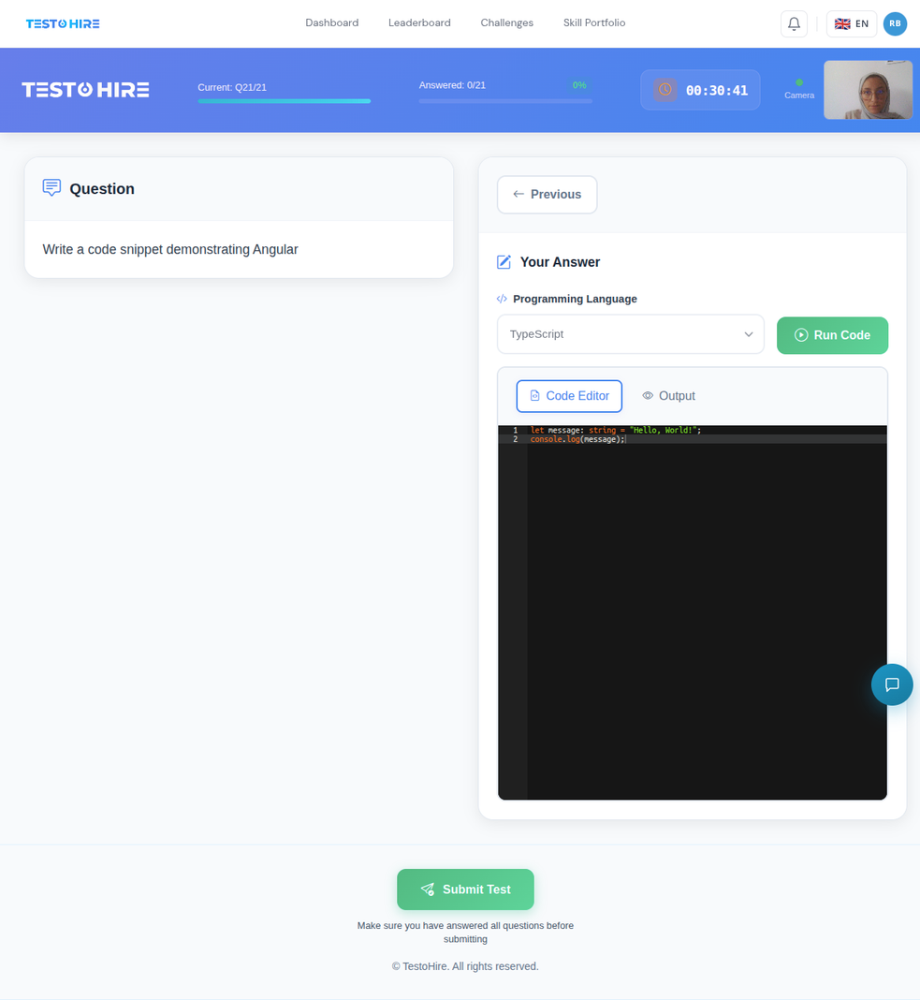 TESTOHIRE
Dashboard
Leaderboard
Challenges
Skill Portfolio
EN
RB
TESTOHIRE
Current: Q21/21
Answered: 0/21
0%
00:30:41
Camera
Question
Write a code snippet demonstrating Angular
Previous
Your Answer
Programming Language
TypeScript
Run Code
Code Editor
Output
1 let message: string = "Hello, World!";
2 console.log(message);
Submit Test
Make sure you have answered all questions before
submitting
© TestoHire. All rights reserved.